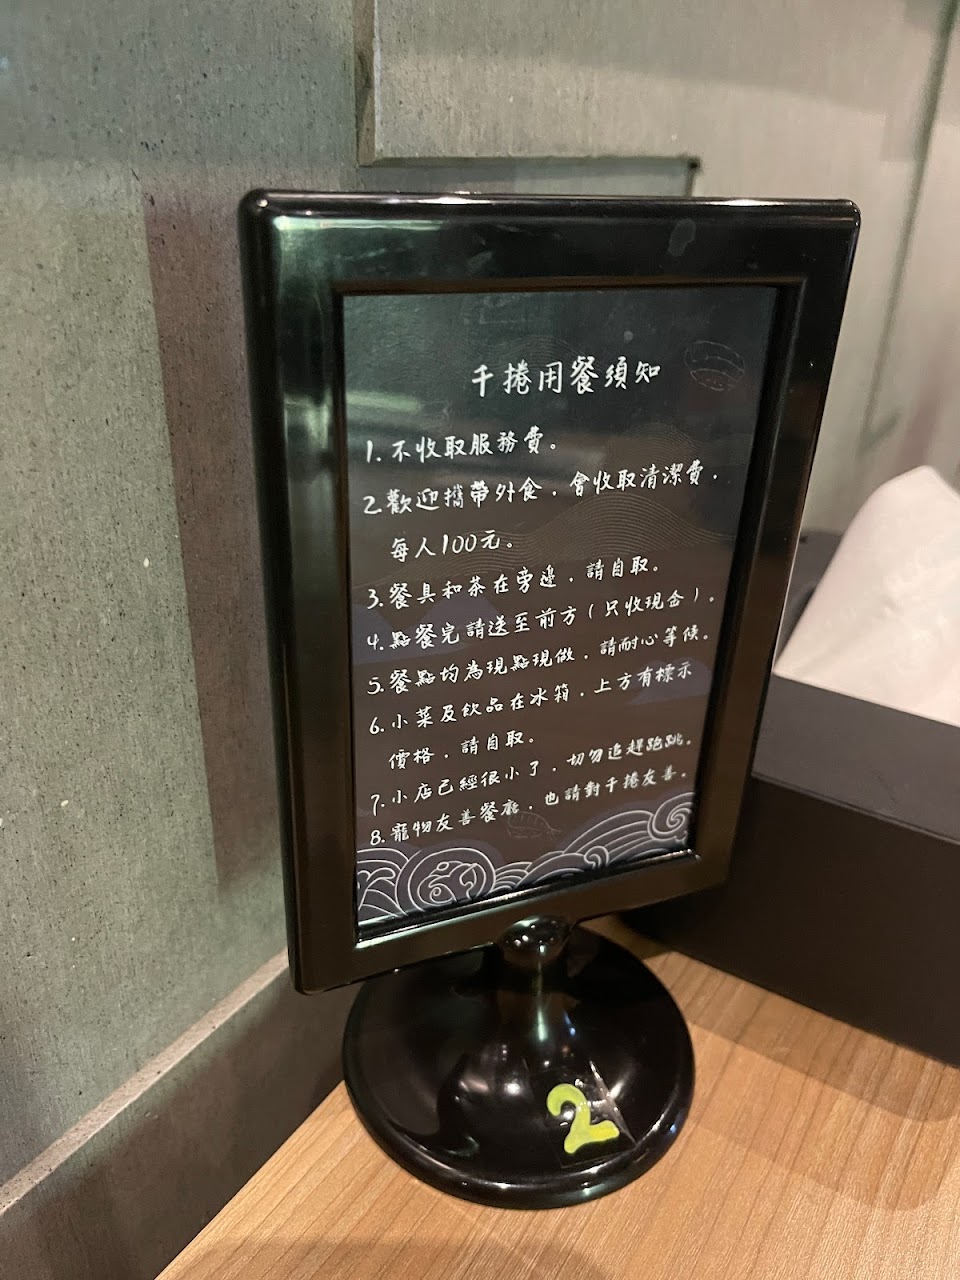 千捲用餐須知
1. 不收取服務費。
2. 歡迎攜帶外食，會收取清潔費，
每人100元。
3. 餐具和茶在旁邊，請自取。
4. 點餐完請送至前方（只收現金）。
5. 餐點均為現點現做，請耐心等候。
6. 小菜及飲品在冰箱，上方有標示
價格，請自取。
7. 小店已經很小了，切勿追趕跑跳。
8. 寵物友善餐廳，也請對千捲友善。
2